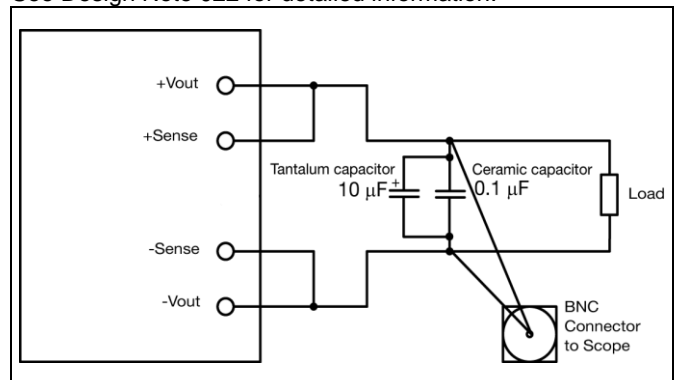 See Design Note 022 for detailed information.
+Vout
+Sense
Tantalum capacitor
10 µF
+
Ceramic capacitor
0.1 µF
Load
-Sense
-Vout
BNC
Connector
to Scope